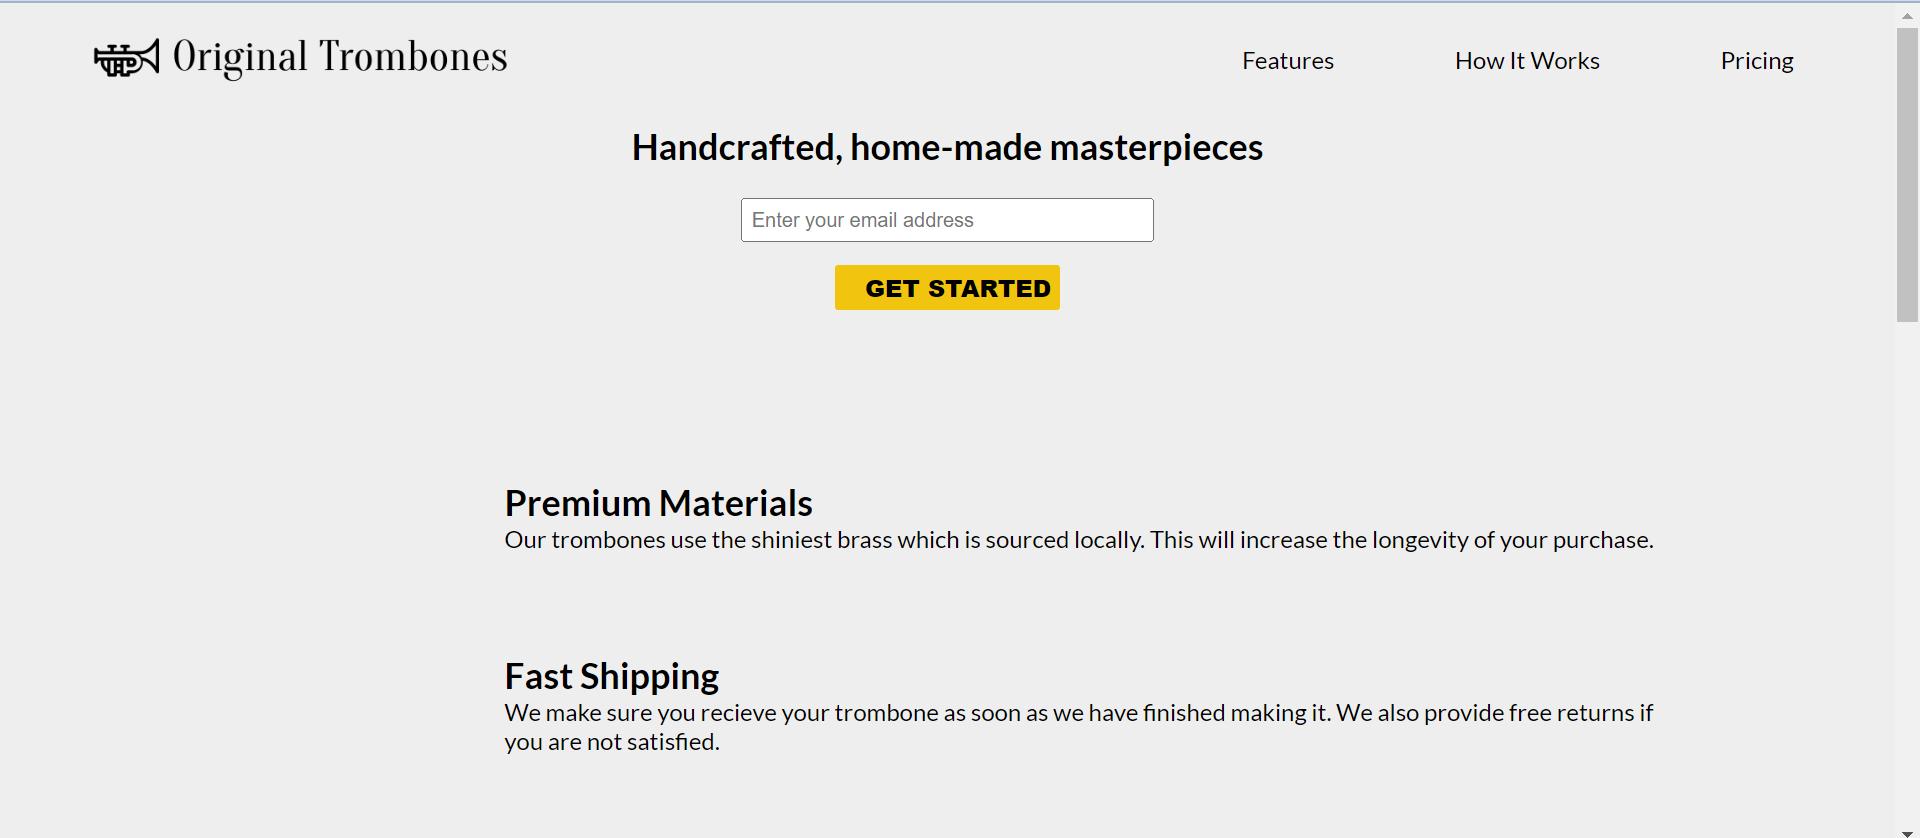 Original Trombones
Features
How It Works
Pricing
Handcrafted, home-made masterpieces
Enter your email address
GET STARTED
Premium Materials
Our trombones use the shiniest brass which is sourced locally. This will increase the longevity of your purchase.
Fast Shipping
We make sure you recieve your trombone as soon as we have finished making it. We also provide free returns if
you are not satisfied.